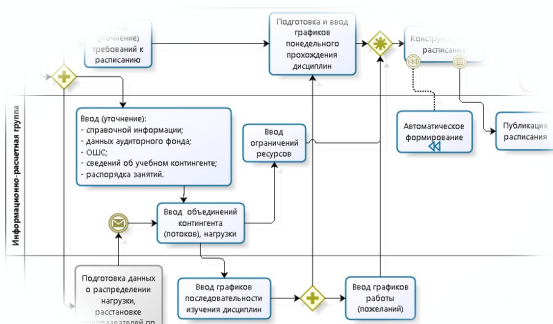 (уточнение)
требований к
расписанию
Подготовка и ввод
графиков
понедельного
прохождения
дисциплин
расписания
Информационно-расчетная группа
Ввод (уточнение):
- справочной информации;
- данных аудиторного фонда;
- ОШС;
- сведений об учебном контингенте;
- распорядка занятий.
Ввод
ограничений
ресурсов
Автоматическое
формирование
Публикация
расписания
Ввод объединений
контингента
(потоков), нагрузки
Подготовка данных
о распределении
нагрузки,
расстановке
Ввод графиков
последовательности
изучения дисциплин
Ввод графиков
работы
(пожеланий)